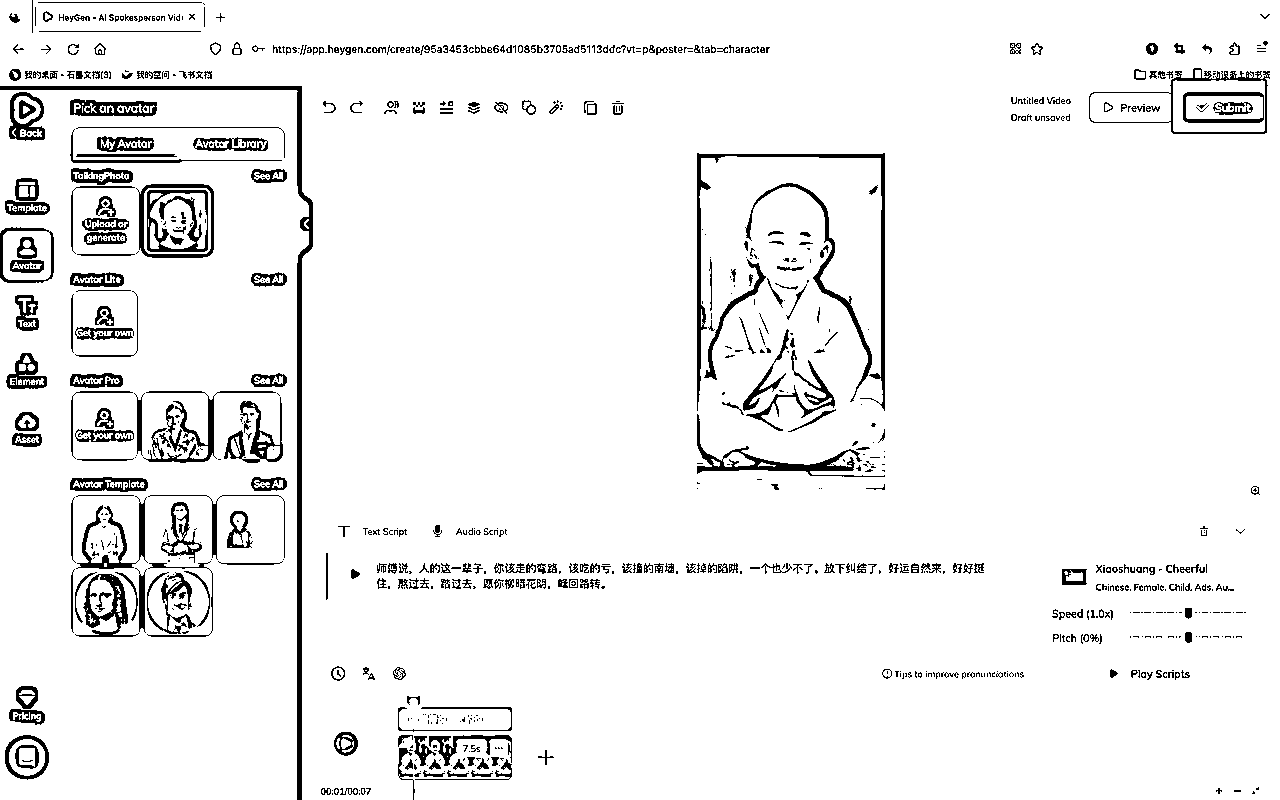 HeyGen - AI Spokesperson Vid
https://app.heygen.com/create/95a3453cbbe64d1085b3705ad5113ddc?vt=p&poster=&tab=character
我的桌面 - 石墨文档(3)
我的空间 - 飞书文档
其他书签
移动设备上的书签
Back
Pick an avatar
My Avatar
Avatar Library
TalkingPhoto
See All
Upload or
generate
Avatar Lite
See All
Get your own
Avatar Pro
See All
Get your own
Avatar Template
See All
Template
Avatar
Text
Element
Asset
Pricing
Untitled Video
Draft unsaved
Preview
Submit
Text Script
Audio Script
师傅说，人的这一辈子，你该走的弯路，该吃的亏，该撞的南墙，该掉的陷阱，一个也少不了，放下纠结了，好运自然来，好好挺
住，熬过去，踏过去，愿你柳暗花明，峰回路转。
Xiaoshuang - Cheerful
Chinese, Female, Child, Ads, Au...
Speed (1.0x)
Pitch (0%)
Tips to improve pronunciations
Play Scripts
7.5s
00:01/00:07